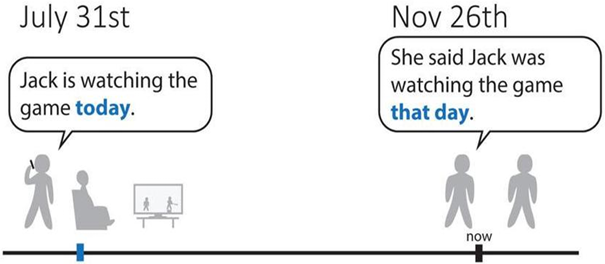 July 31st
Jack is watching the
game today.
Nov 26th
She said Jack was
watching the game
that day.
now